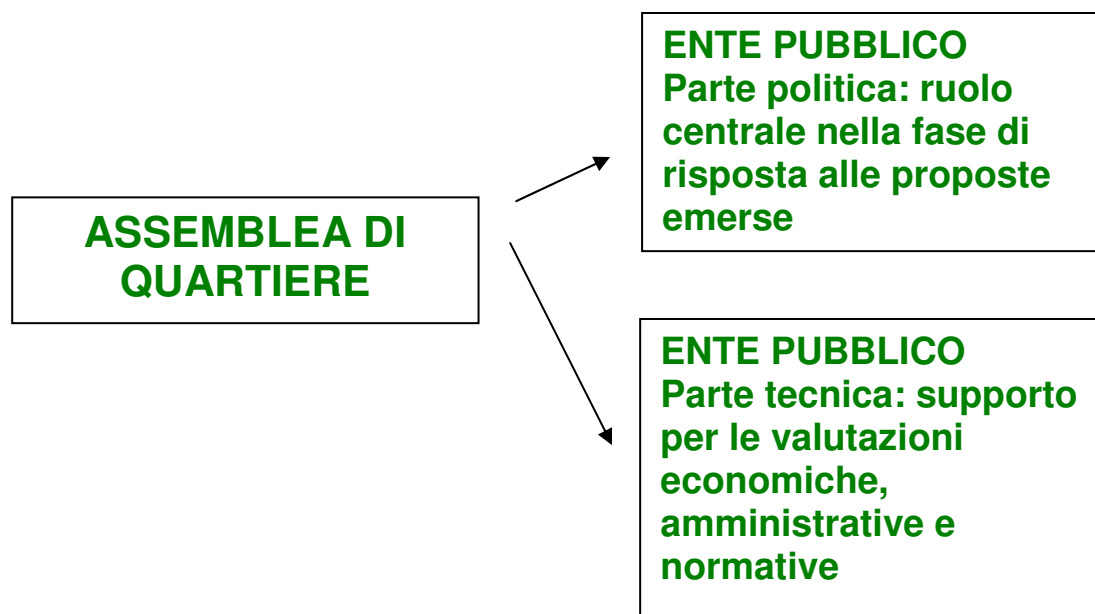 ENTE PUBBLICO
Parte politica: ruolo
centrale nella fase di
risposta alle proposte
emerse
ASSEMBLEA DI
QUARTIERE
ENTE PUBBLICO
Parte tecnica: supporto
per le valutazioni
economiche,
amministrative e
normative